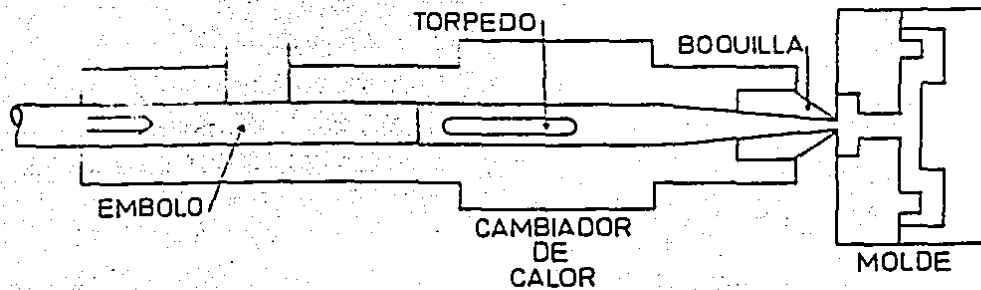 TORPEDO
BOQUILLA
EMBOLO
CAMBIADOR
DE
CALOR
MOLDE